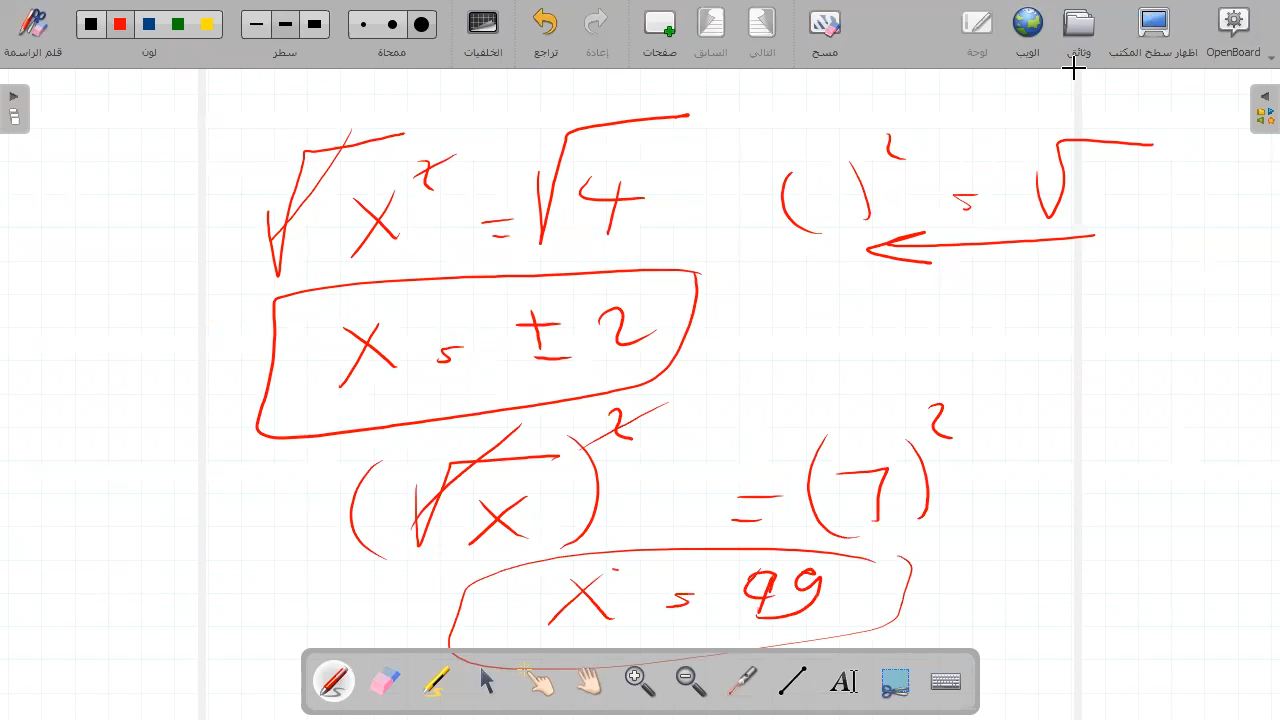 قلم الراسمة لون سطر ممحاة الخلفيات تراجع إعادة صفحات السابق التالي مسح لوحة الويب وثائق اظهار سطح المكتب OpenBoard
√x² = √4
( )² = √
x = ± 2
(√x)² = (7)²
x = 49
A